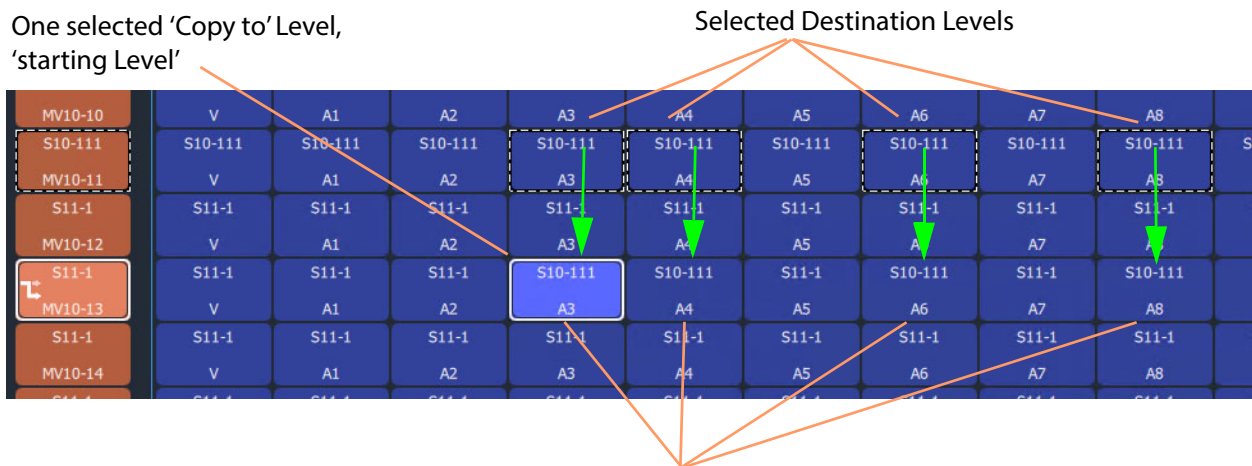 One selected ‘Copy to’ Level,
‘starting Level’
Selected Destination Levels
MV10-10 V A1 A2 A3 A4 A5 A6 A7 A8
S10-111 S10-111 S10-111 S10-111 S10-111 S10-111 S10-111 S10-111 S10-111 S10-111 S
MV10-11 V A1 A2 A3 A4 A5 A6 A7 A8
S11-1 S11-1 S11-1 S11-1 S11-1 S11-1 S11-1 S11-1 S11-1 S11-1
MV10-12 V A1 A2 A3 A4 A5 A7
S11-1 S11-1 S11-1 S11-1 S10-111 S10-111 S11-1 S10-111 S11-1 S10-111
MV10-13 V A1 A2 A3 A4 A5 A6 A7 A8
S11-1 S11-1 S11-1 S11-1 S11-1 S11-1 S11-1 S11-1 S11-1 S11-1
MV10-14 V A1 A2 A3 A4 A5 A6 A7 A8